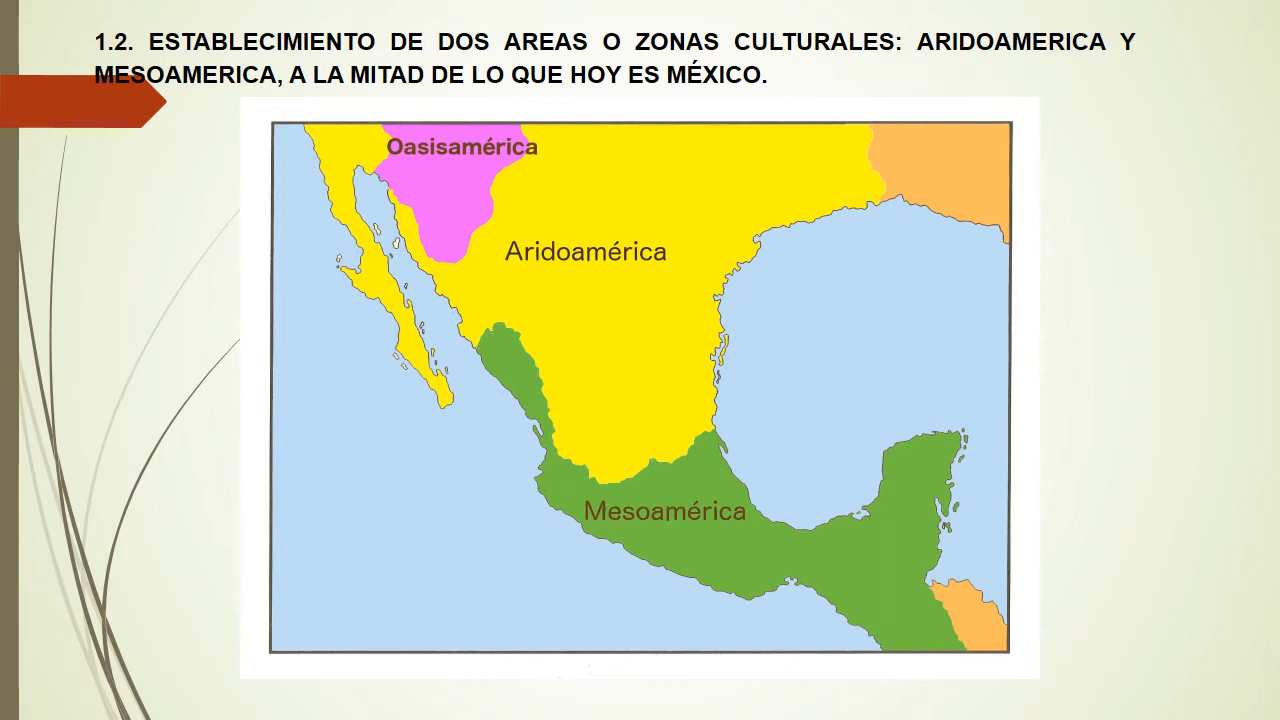 1.2. ESTABLECIMIENTO DE DOS AREAS O ZONAS CULTURALES: ARIDOAMERICA Y
MESOAMERICA, A LA MITAD DE LO QUE HOY ES MÉXICO.
Oasisamérica
Aridoamérica
Mesoamérica